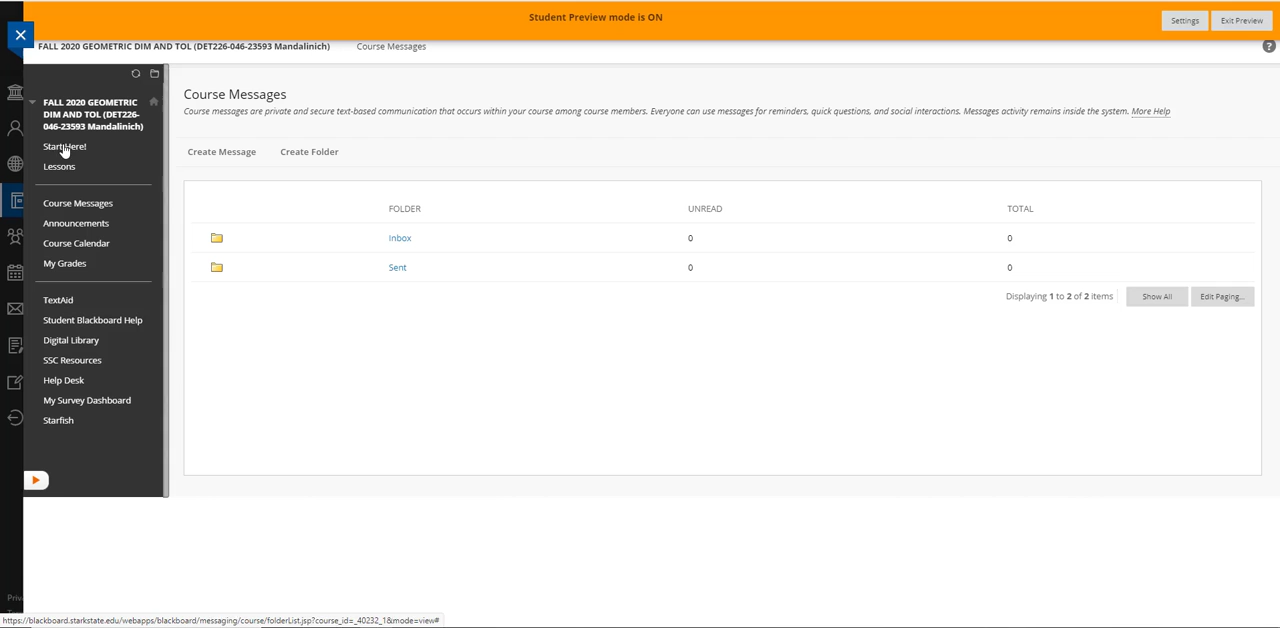 Student Preview mode is ON
Settings
Exit Preview
FALL 2020 GEOMETRIC DIM AND TOL (DET226-046-23593 Mandalinich)
Course Messages
?
FALL 2020 GEOMETRIC
DIM AND TOL (DET226-
046-23593 Mandalinich)
Start Here!
Lessons
Course Messages
Announcements
Course Calendar
My Grades
TextAid
Student Blackboard Help
Digital Library
SSC Resources
Help Desk
My Survey Dashboard
Starfish
Course Messages
Course messages are private and secure text-based communication that occurs within your course among course members. Everyone can use messages for reminders, quick questions, and social interactions. Messages activity remains inside the system. More Help
Create Message
Create Folder
FOLDER UNREAD TOTAL
Inbox 0 0
Sent 0 0
Displaying 1 to 2 of 2 items
Show All
Edit Paging...
Priv
https://blackboard.starkstate.edu/webapps/blackboard/messaging/course/folderList.jsp?course_id=_40232_1&mode=view#